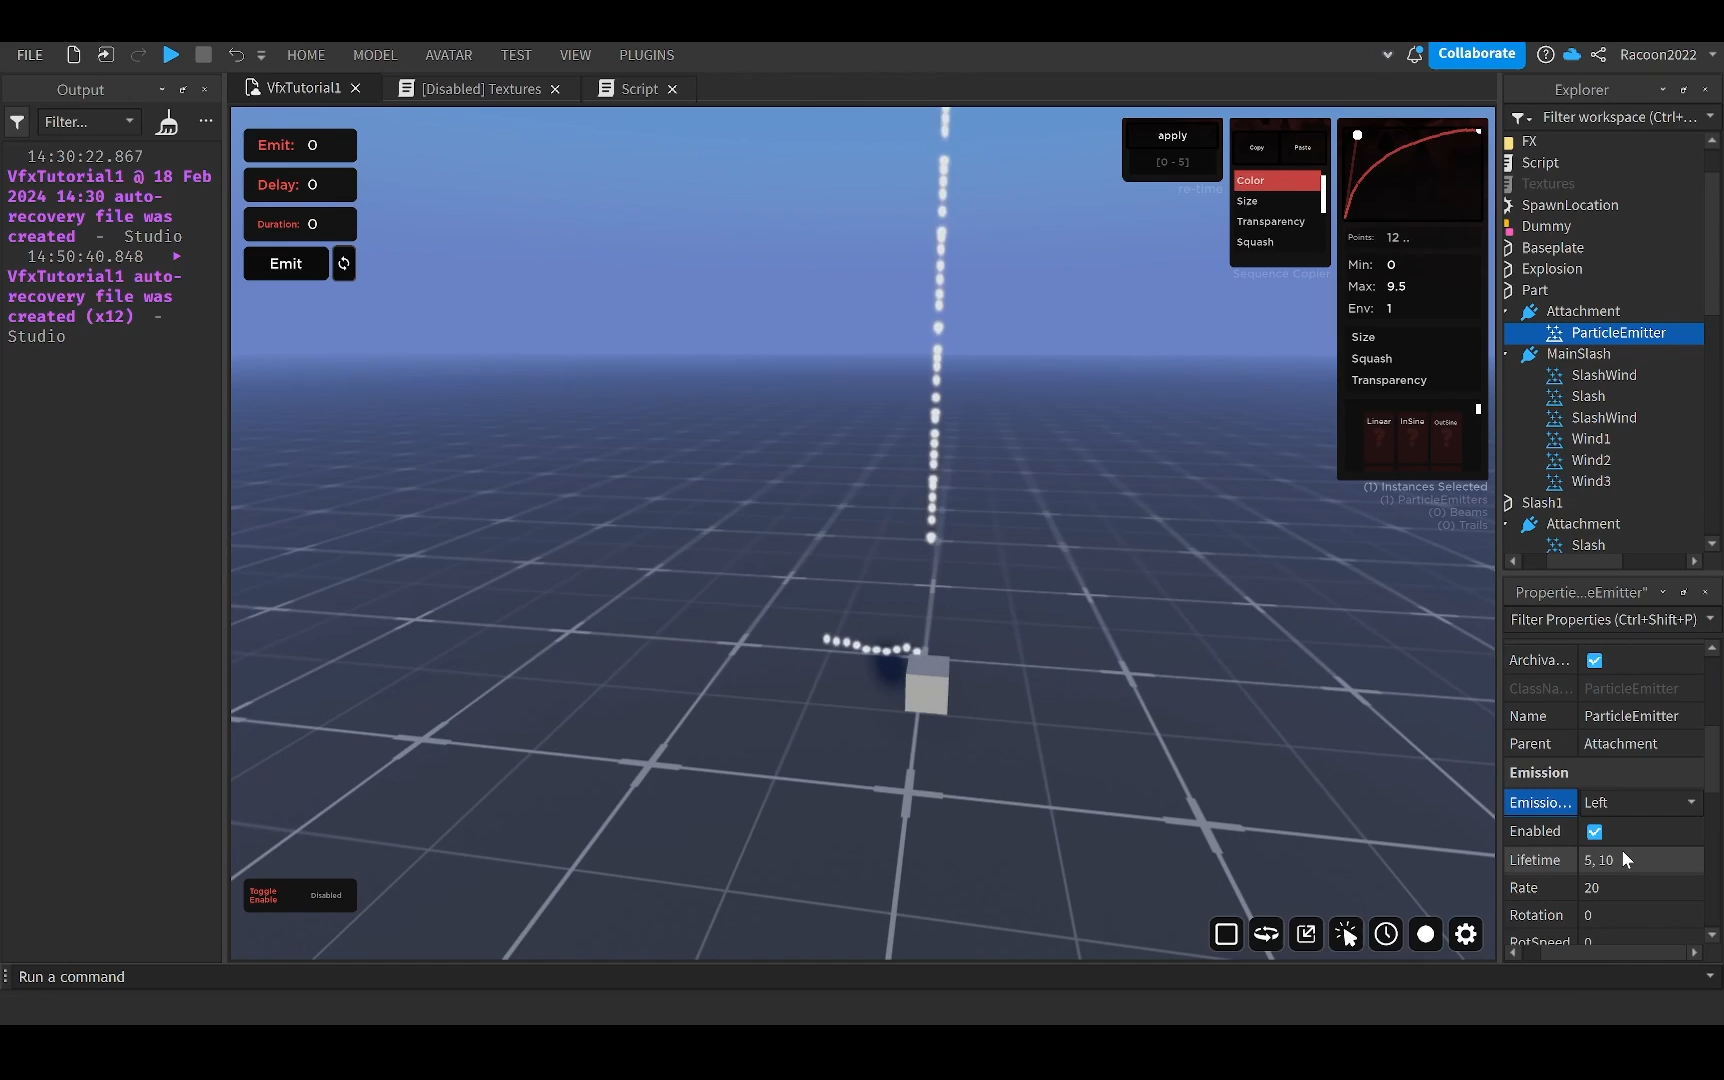 FILE HOME MODEL AVATAR TEST VIEW PLUGINS Collaborate Racoon2022
Output
Filter...
14:30:22.867
VfxTutorial1 @ 18 Feb
2024 14:30 auto-
recovery file was
created - Studio
14:50:40.848
VfxTutorial1 auto-
recovery file was
created (x12) -
Studio
VfxTutorial1 [Disabled] Textures Script
Emit: 0
Delay: 0
Duration: 0
Emit
Toggle
Enable
Disabled
apply
[0 - 5]
re-time
Copy Paste
Color
Size
Transparency
Squash
Sequence Copier
Points: 12 ..
Min: 0
Max: 9.5
Env: 1
Size
Squash
Transparency
Linear InSine OutSine
(1) Instances Selected
(1) ParticleEmitters
(0) Beams
(0) Trails
Explorer
Filter workspace (Ctrl+...
FX
Script
Textures
SpawnLocation
Dummy
Baseplate
Explosion
Part
Attachment
ParticleEmitter
MainSlash
SlashWind
Slash
SlashWind
Wind1
Wind2
Wind3
Slash1
Attachment
Slash
Propertie...eEmitter"
Filter Properties (Ctrl+Shift+P)
Archiva...
ClassNa... ParticleEmitter
Name ParticleEmitter
Parent Attachment
Emission
Emissio... Left
Enabled
Lifetime 5, 10
Rate 20
Rotation 0
RotSpeed 0
Run a command